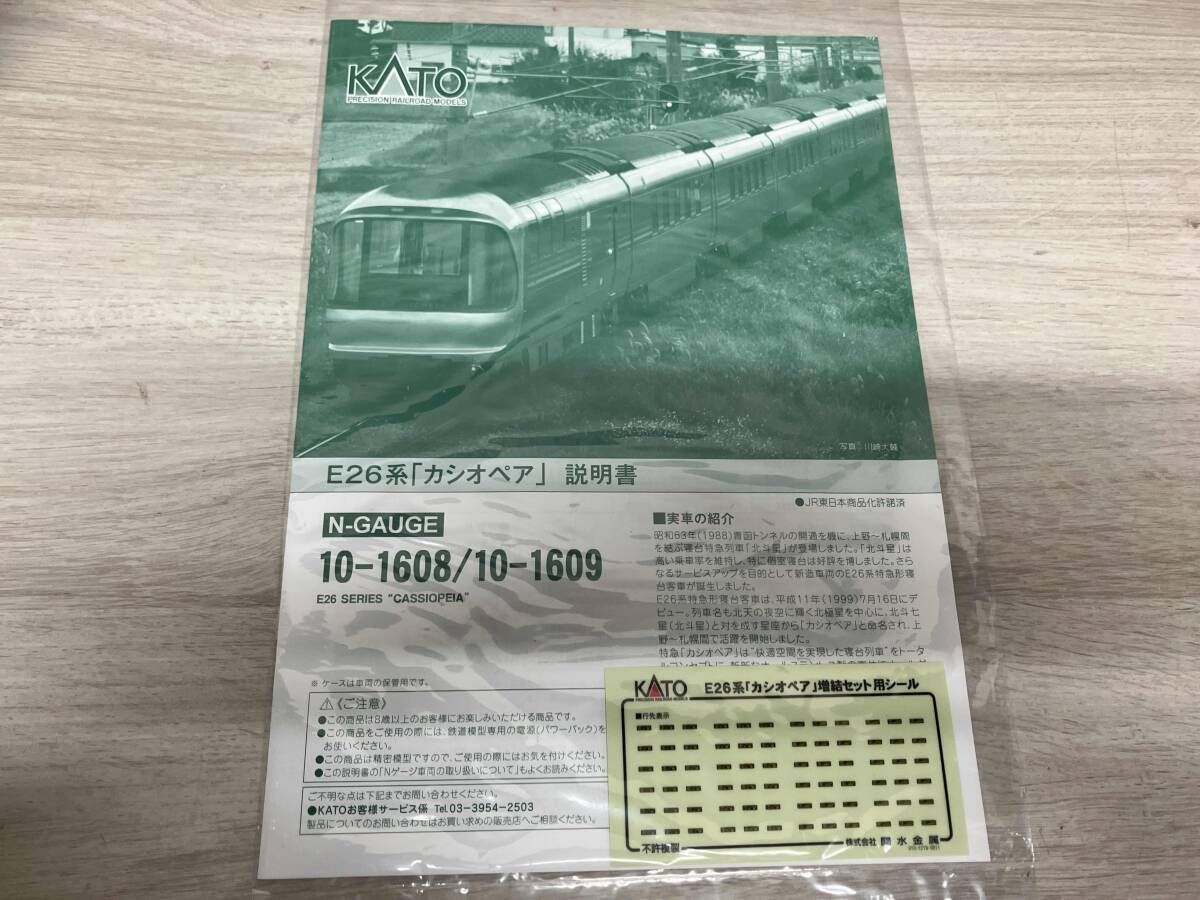 KATO
PRECISION RAILROAD MODELS
写真:川崎大輔
E26系「カシオペア」 説明書
●JR東日本商品化許諾済
N-GAUGE
10-1608/10-1609
E26 SERIES "CASSIOPEIA"
■実車の紹介
昭和63年(1988)青函トンネルの開通を機に、上野~札幌間
を結ぶ寝台特急列車「北斗星」が登場しました。「北斗星」は
高い乗車率を維持し、特に個室寝台は好評を博しました。さら
なるサービスアップを目的として新造車両のE26系特急形寝
台客車が誕生しました。
E26系特急形寝台客車は、平成11年(1999)7月16日にデ
ビュー。列車名も北天の夜空に輝く北極星を中心に、北斗七
星(北斗星)と対を成す星座から「カシオペア」と命名され、上
野~札幌間で活躍を開始しました。
特急「カシオペア」は"快適空間を実現した寝台列車"をトータ
※ ケースは車両の保管用です。
⚠〈ご注意〉
●この商品は8歳以上のお客様にお楽しみいただける商品です。
●この商品をご使用の際には、鉄道模型専用の電源(パワーパック)を
お使いください。
●この商品は精密模型ですので、ご使用の際にはお気を付けください。
●この説明書の「Nゲージ車両の取り扱いについて」もよくお読みください。
ご不明な点は下記までお問い合わせください。
●KATOお客様サービス係 Tel.03-3954-2503
製品についてのお問い合わせはお買い求めの販売店へご相談ください。
KATO
PRECISION RAILROAD MODELS
E26系「カシオペア」増結セット用シール
■行先表示
不許複製
株式会社 関水金属